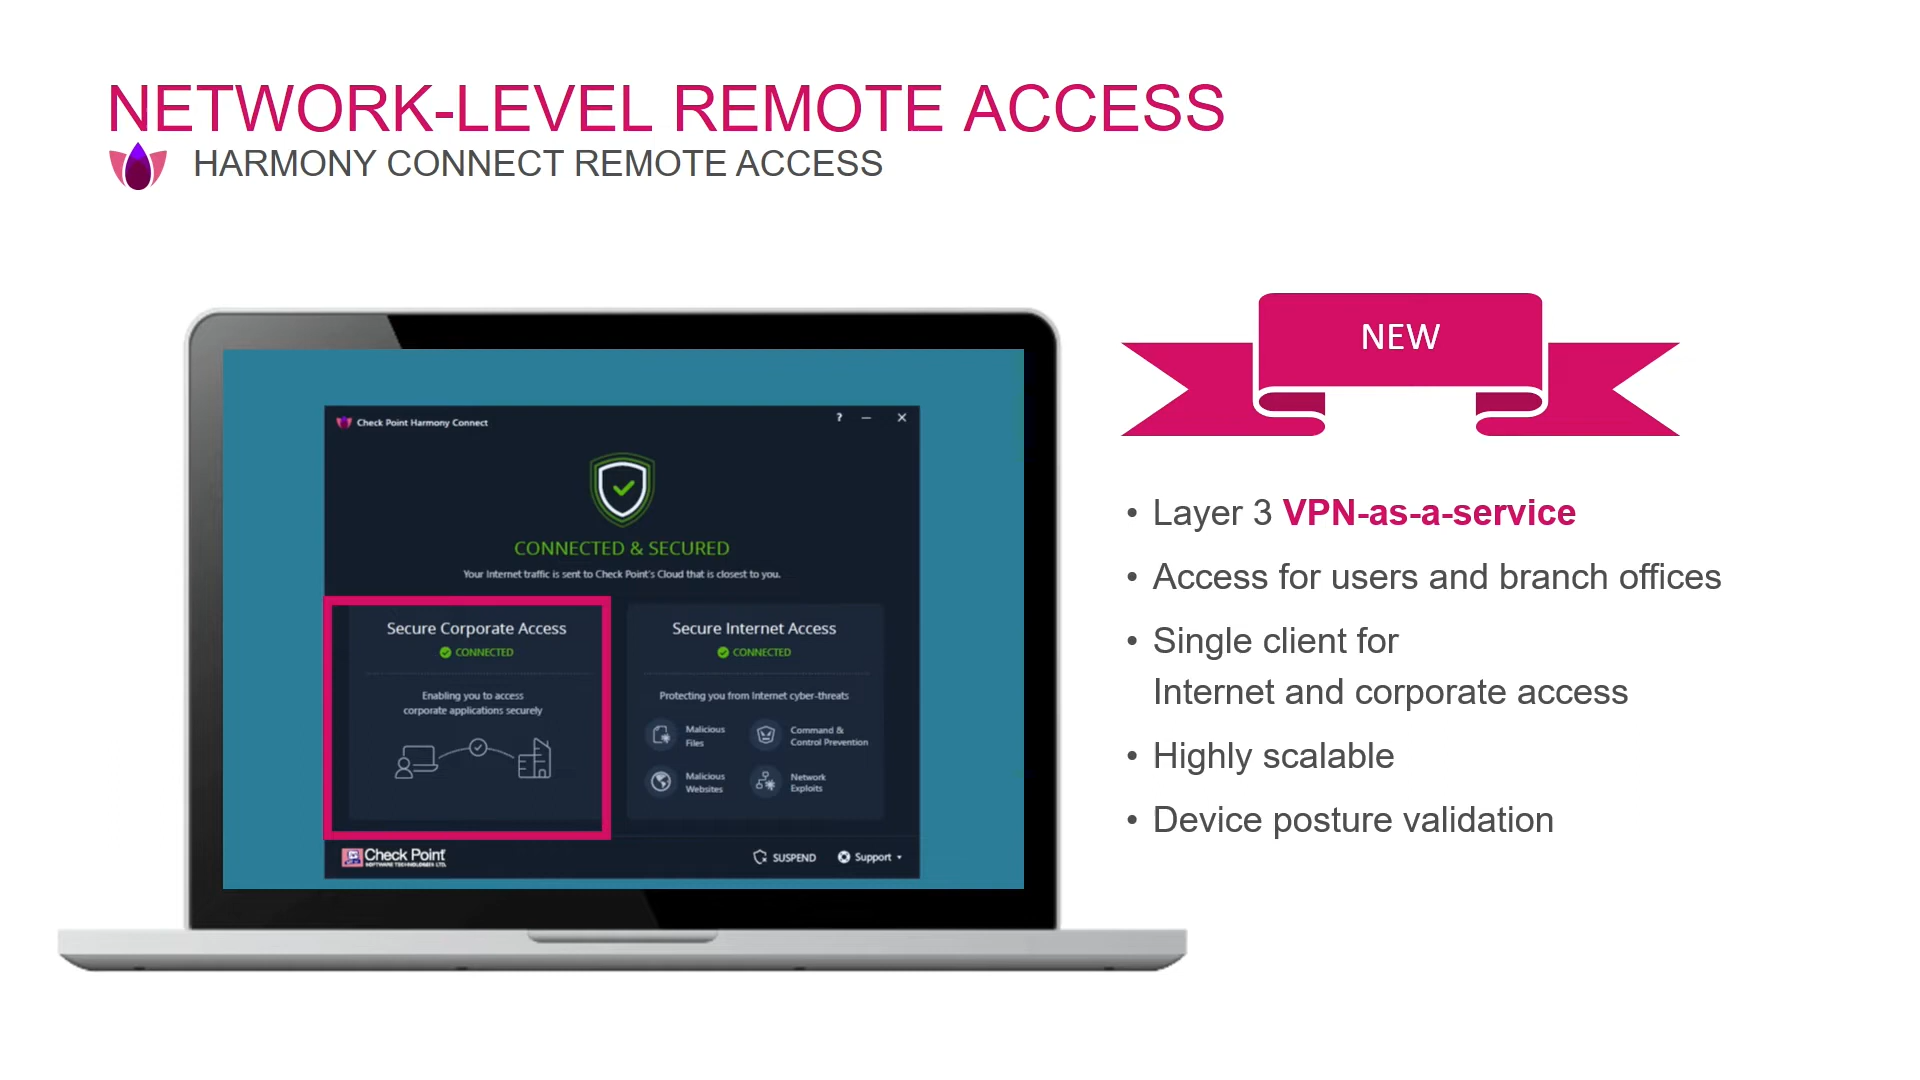 NETWORK-LEVEL REMOTE ACCESS
HARMONY CONNECT REMOTE ACCESS
Check Point Harmony Connect
?
CONNECTED & SECURED
Your Internet traffic is sent to Check Point's Cloud that is closest to you.
Secure Corporate Access
CONNECTED
Enabling you to access
corporate applications securely
Secure Internet Access
CONNECTED
Protecting you from Internet cyber-threats
Malicious
Files
Command &
Control Prevention
Malicious
Websites
Network
Exploits
Check Point
SOFTWARE TECHNOLOGIES LTD.
SUSPEND
Support
NEW
• Layer 3 VPN-as-a-service
• Access for users and branch offices
• Single client for
Internet and corporate access
• Highly scalable
• Device posture validation